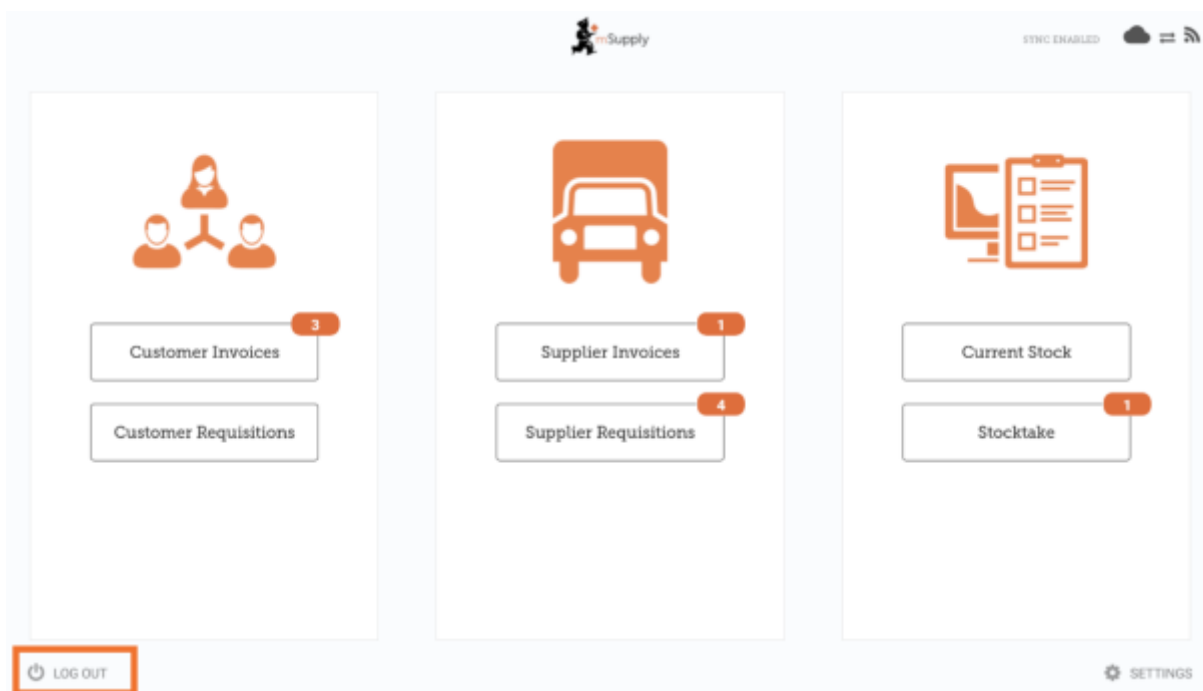 mSupply
SYNC ENABLED
3
Customer Invoices
Customer Requisitions
1
Supplier Invoices
4
Supplier Requisitions
Current Stock
1
Stocktake
LOG OUT
SETTINGS